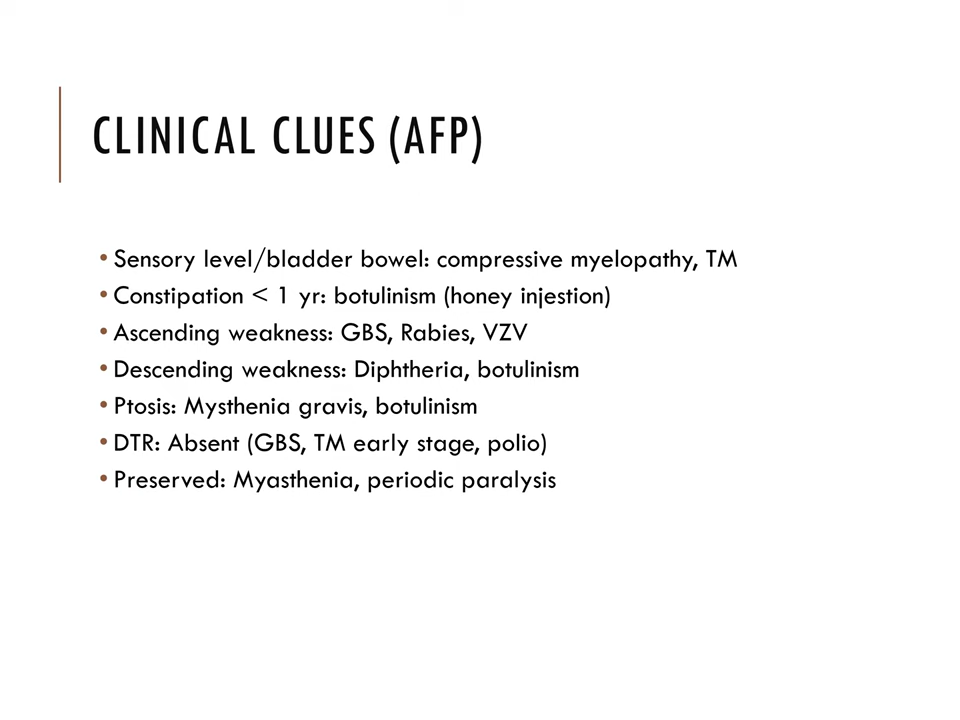 CLINICAL CLUES (AFP)
• Sensory level/bladder bowel: compressive myelopathy, TM
• Constipation < 1 yr: botulinism (honey injestion)
• Ascending weakness: GBS, Rabies, VZV
• Descending weakness: Diphtheria, botulinism
• Ptosis: Mysthenia gravis, botulinism
• DTR: Absent (GBS, TM early stage, polio)
• Preserved: Myasthenia, periodic paralysis